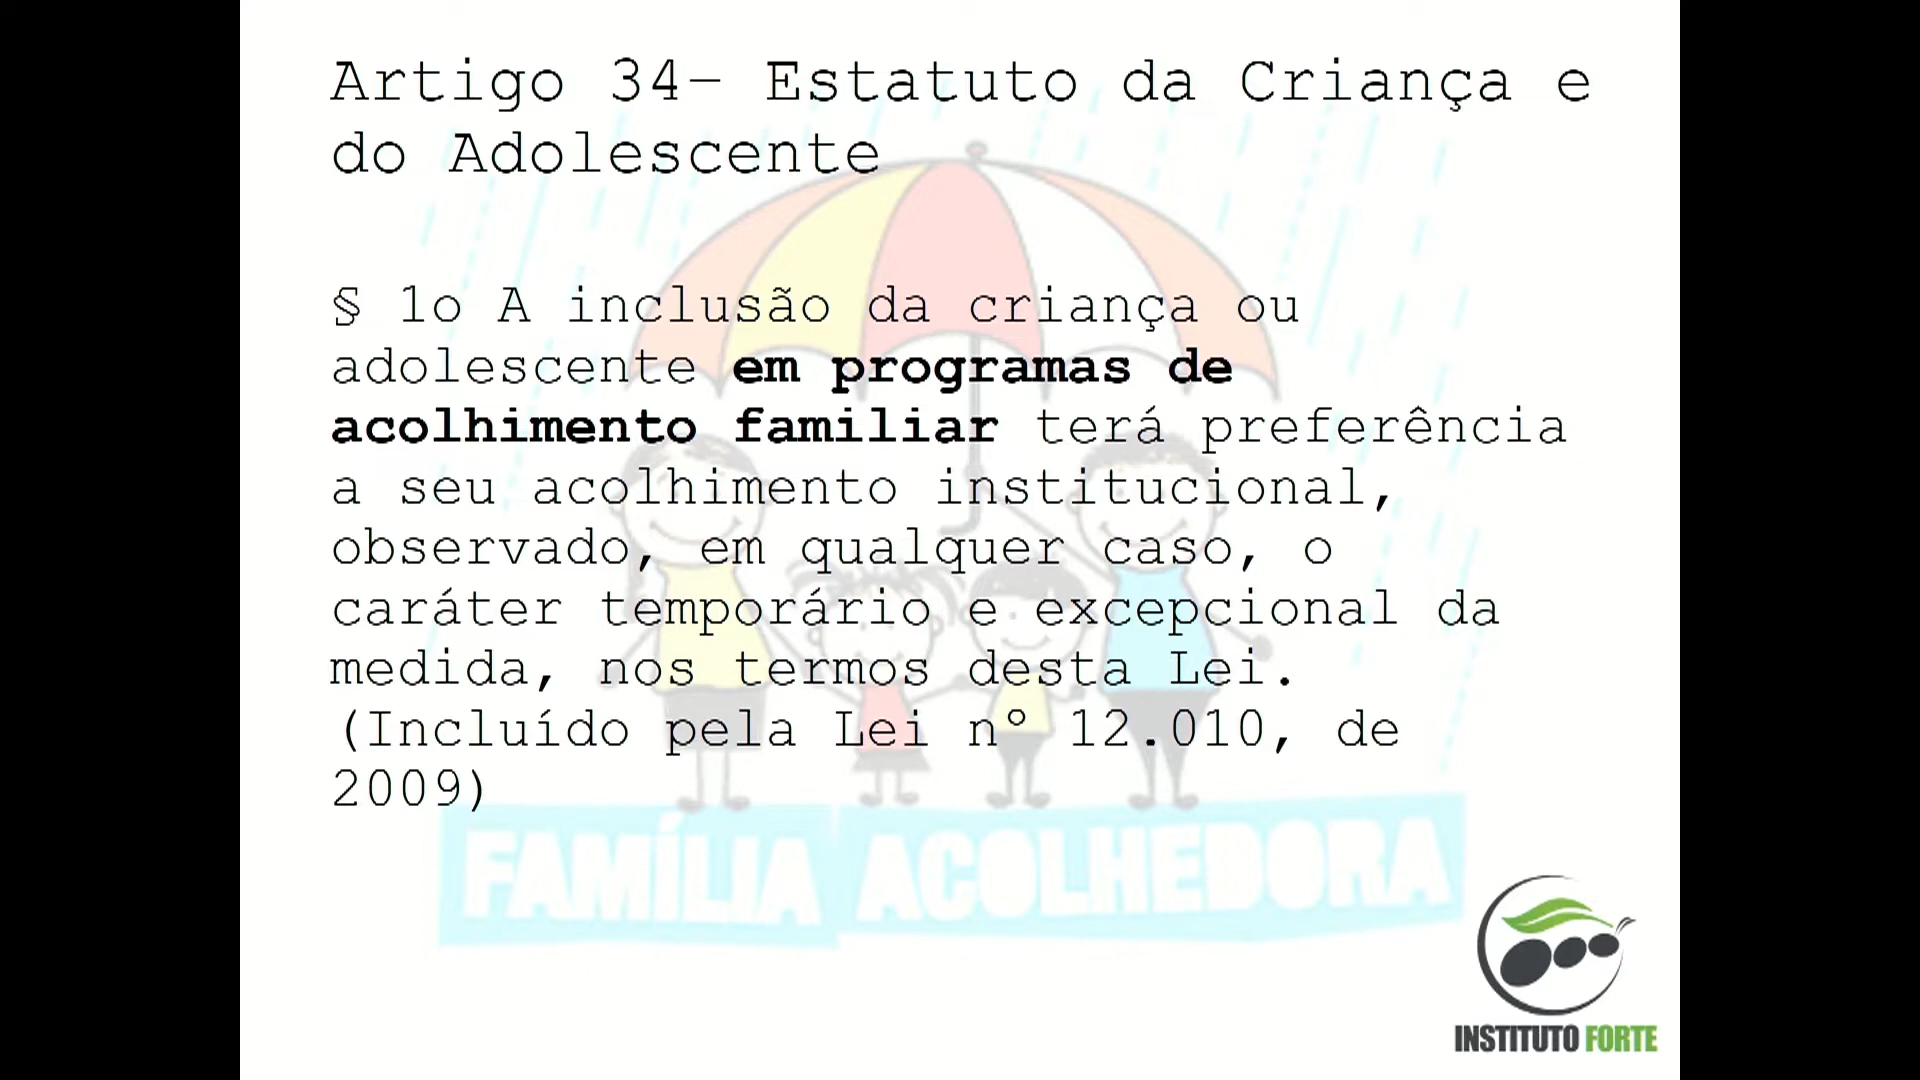 Artigo 34– Estatuto da Criança e
do Adolescente
§ 1o A inclusão da criança ou
adolescente em programas de
acolhimento familiar terá preferência
a seu acolhimento institucional,
observado, em qualquer caso, o
caráter temporário e excepcional da
medida, nos termos desta Lei.
(Incluído pela Lei nº 12.010, de
2009)
FAMÍLIA ACOLHEDORA
INSTITUTO FORTE